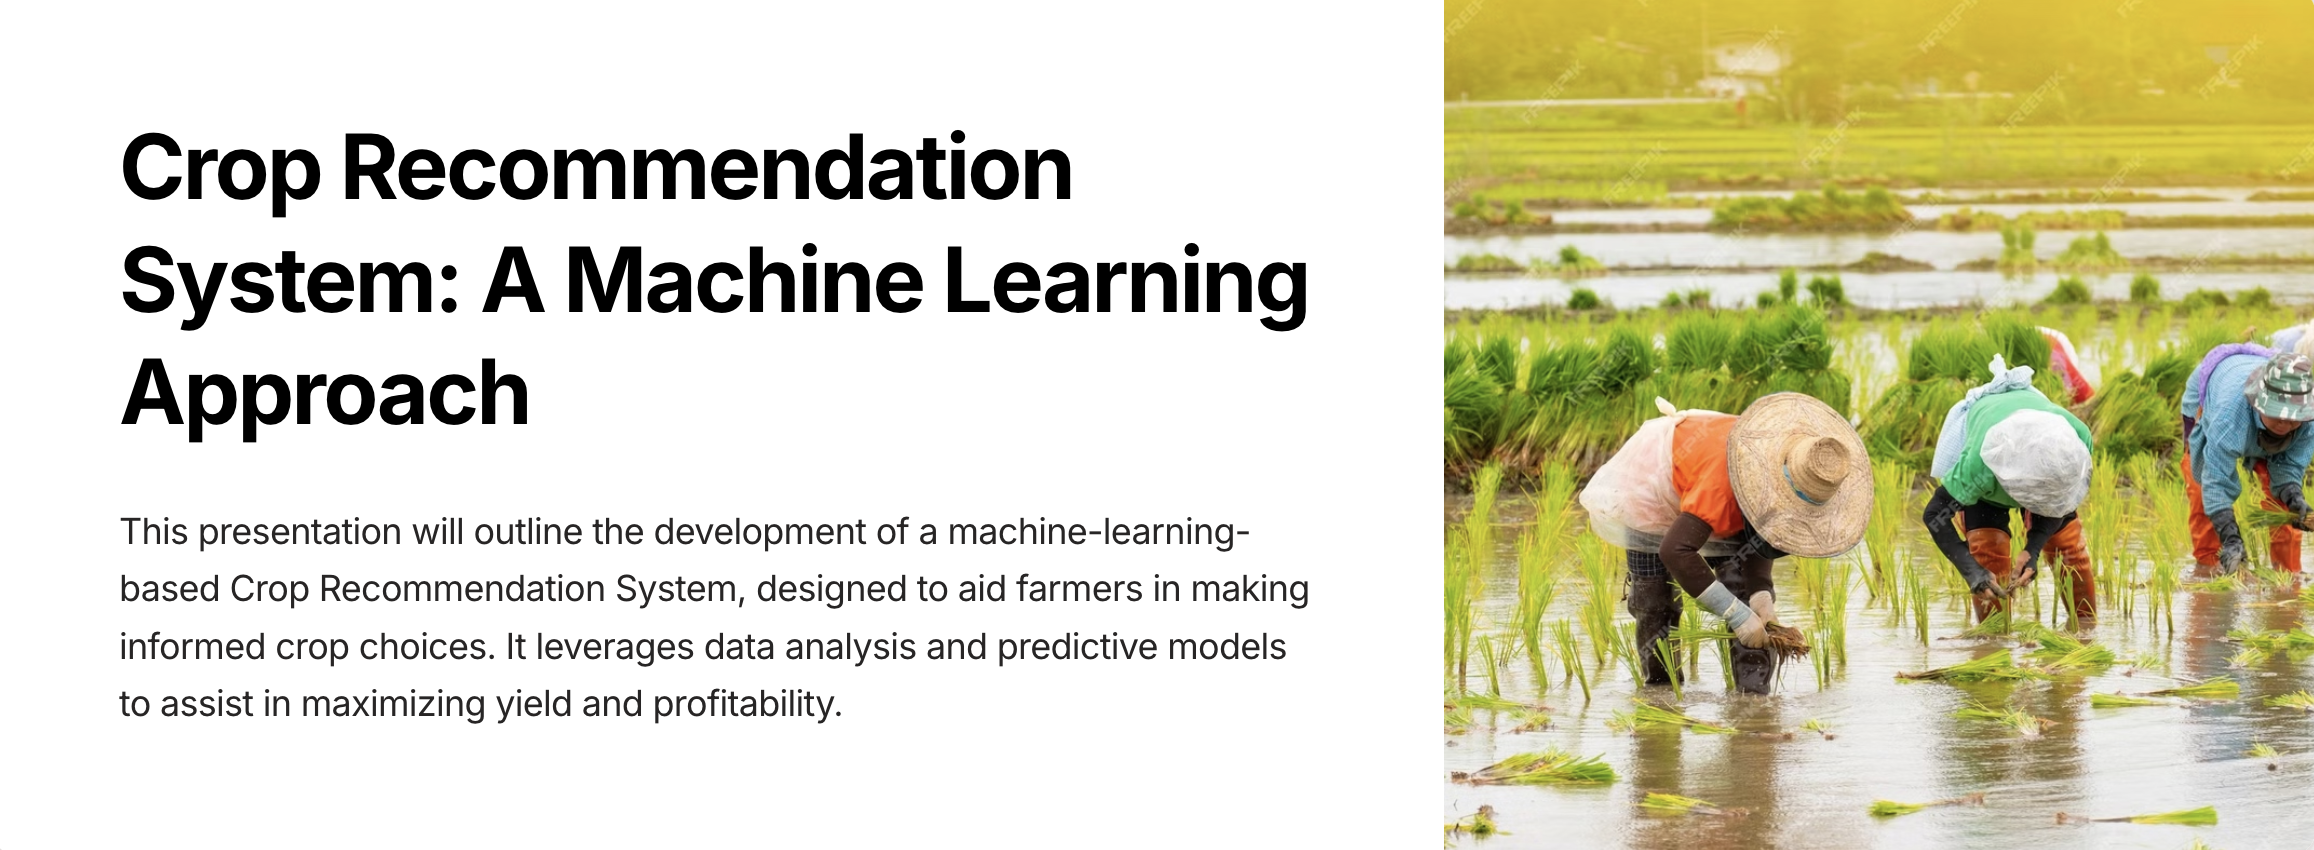 Crop Recommendation
System: A Machine Learning
Approach
This presentation will outline the development of a machine-learning-
based Crop Recommendation System, designed to aid farmers in making
informed crop choices. It leverages data analysis and predictive models
to assist in maximizing yield and profitability.
FREEPIK